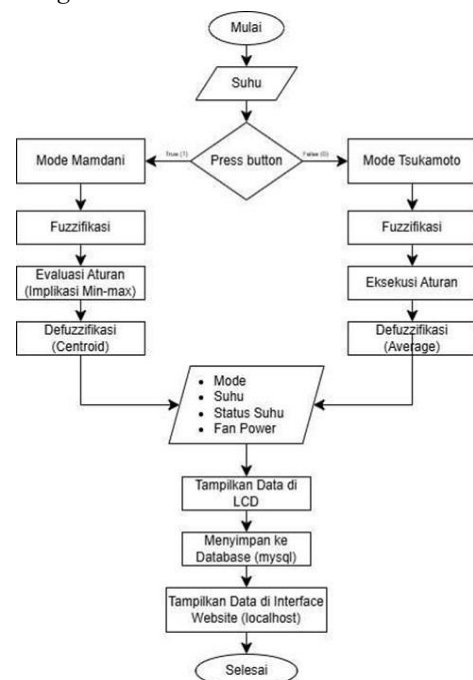 Mulai
Suhu
Press button
True (1)
False (0)
Mode Mamdani
Mode Tsukamoto
Fuzzifikasi
Fuzzifikasi
Evaluasi Aturan
(Implikasi Min-max)
Eksekusi Aturan
Defuzzifikasi
(Centroid)
Defuzzifikasi
(Average)
• Mode
• Suhu
• Status Suhu
• Fan Power
Tampilkan Data di
LCD
Menyimpan ke
Database (mysql)
Tampilkan Data di Interface
Website (localhost)
Selesai